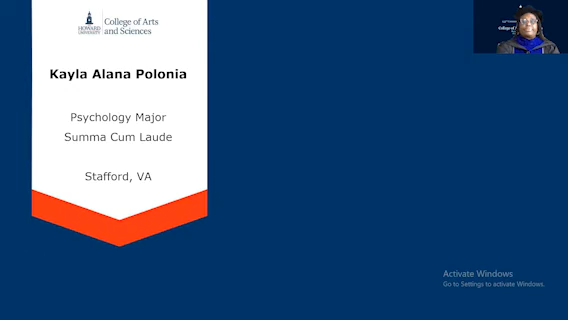 HOWARD
UNIVERSITY
College of Arts
and Sciences
Kayla Alana Polonia
Psychology Major
Summa Cum Laude
Stafford, VA
Activate Windows
Go to Settings to activate Windows.